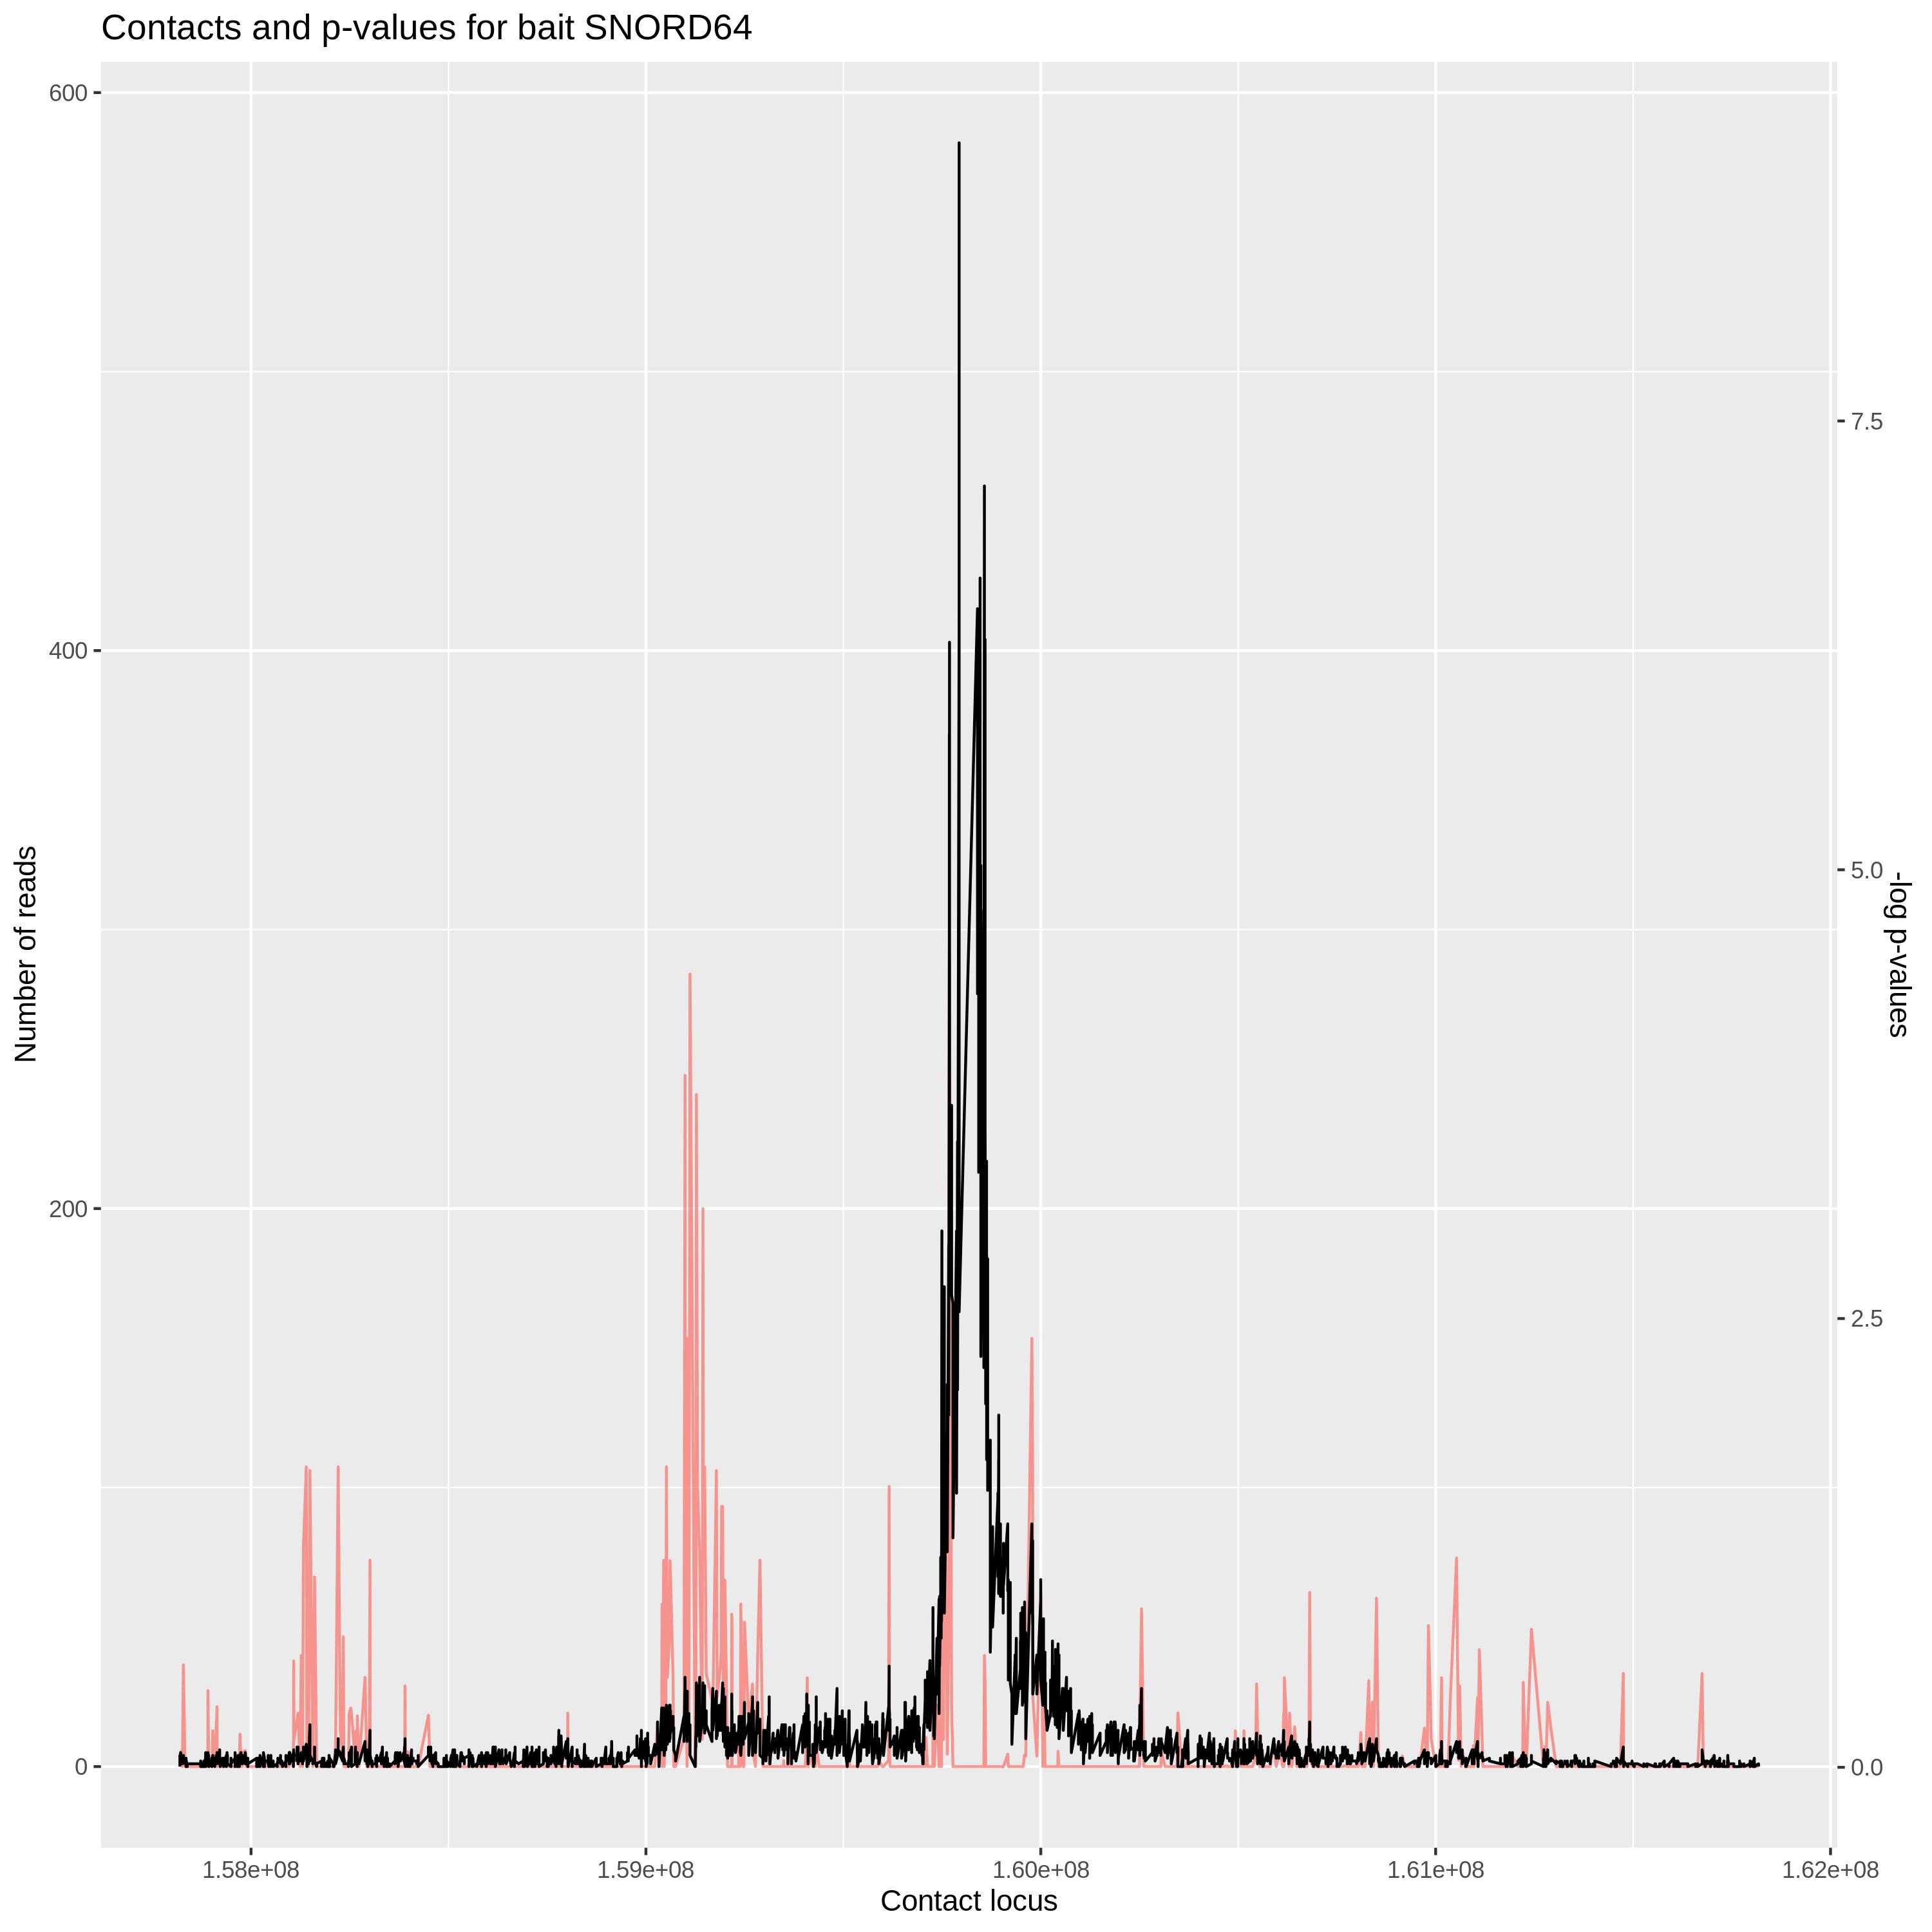 Contacts and p-values for bait SNORD64
600
400
200
0
Number of reads
7.5
5.0
2.5
0.0
-log p-values
1.58e+08
1.59e+08
1.60e+08
1.61e+08
1.62e+08
Contact locus